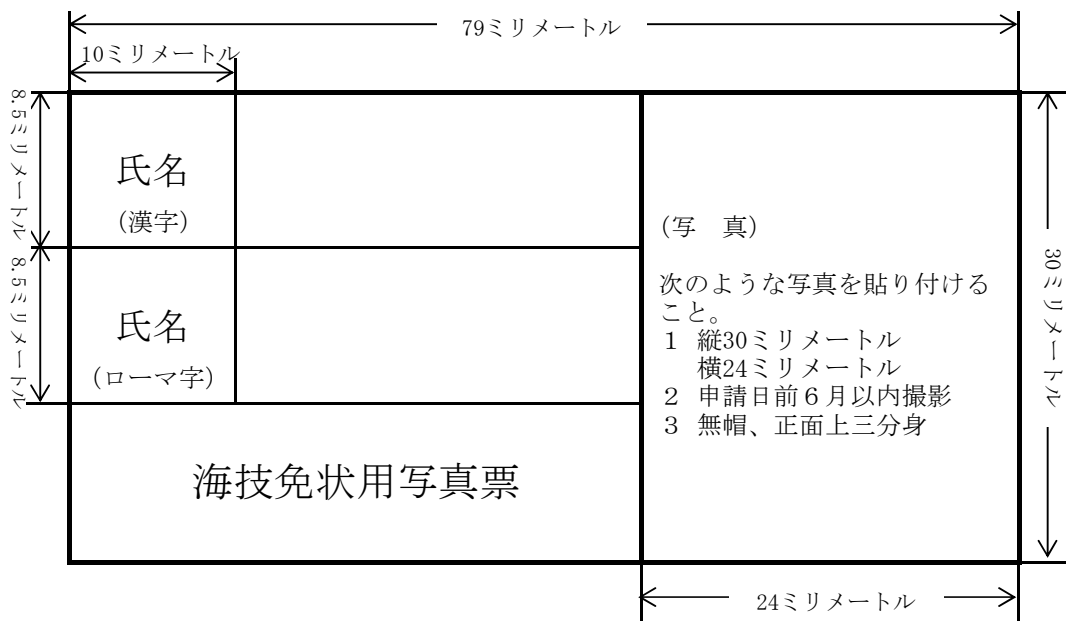 79ミリメートル
10ミリメートル
8.5ミリメートル
氏名
(漢字)
8.5ミリメートル
氏名
(ローマ字)
海技免状用写真票
(写　真)
次のような写真を貼り付ける
こと。
１ 縦30ミリメートル
横24ミリメートル
２ 申請日前６月以内撮影
３ 無帽、正面上三分身
30ミリメートル
24ミリメートル